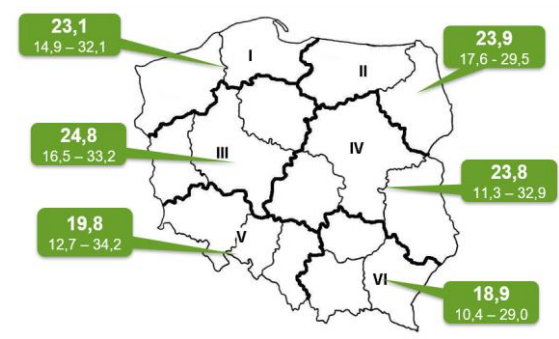 23,1
14,9 – 32,1
I
II
23,9
17,6 - 29,5
24,8
16,5 – 33,2
III
IV
23,8
11,3 – 32,9
19,8
12,7 – 34,2
V
VI
18,9
10,4 – 29,0